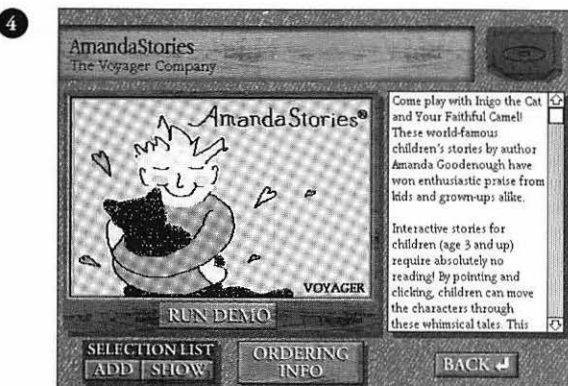 4
AmandaStories
The Voyager Company
AmandaStories®
VOYAGER
RUN DEMO
Come play with Inigo the Cat
and Your Faithful Camel!
These world-famous
children's stories by author
Amanda Goodenough have
won enthusiastic praise from
kids and grown-ups alike.
Interactive stories for
children (age 3 and up)
require absolutely no
reading! By pointing and
clicking, children can move
the characters through
these whimsical tales. This
SELECTION LIST
ADD SHOW
ORDERING
INFO
BACK